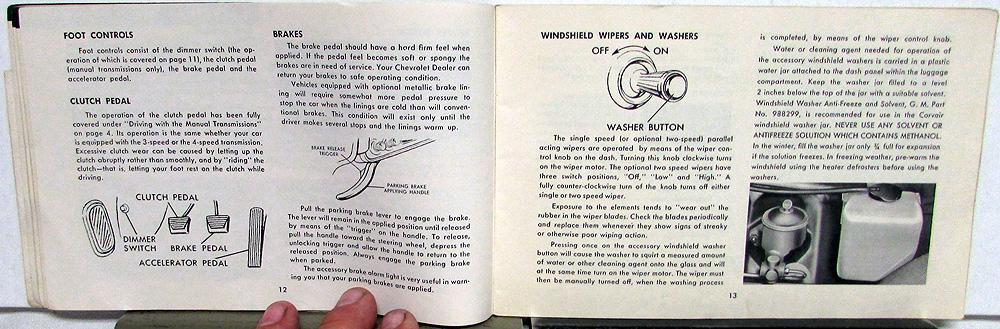 FOOT CONTROLS
Foot controls consist of the dimmer switch (the op-
eration of which is covered on page 11), the clutch pedal
(manual transmissions only), the brake pedal and the
accelerator pedal.
CLUTCH PEDAL
The operation of the clutch pedal has been fully
covered under "Driving with the Manual Transmissions"
on page 4. Its operation is the same whether your car
is equipped with the 3-speed or the 4-speed transmission.
Excessive clutch wear can be caused by letting up the
clutch abruptly rather than smoothly, and by "riding" the
clutch—that is, letting your foot rest on the clutch while
driving.
CLUTCH PEDAL
DIMMER
SWITCH
BRAKE PEDAL
ACCELERATOR PEDAL
BRAKES
The brake pedal should have a hard firm feel when
applied. If the pedal feel becomes soft or spongy the
brakes are in need of service. Your Chevrolet Dealer can
return your brakes to safe operating condition.
Vehicles equipped with optional metallic brake lin-
ing will require somewhat more pedal pressure to
stop the car when the linings are cold than will conven-
tional brakes. This condition will exist only until the
driver makes several stops and the linings warm up.
BRAKE RELEASE
TRIGGER
PARKING BRAKE
APPLYING HANDLE
Pull the parking brake lever to engage the brake.
The lever will remain in the applied position until released
by means of the "trigger" on the handle. To release,
pull the handle toward the steering wheel, depress the
unlocking trigger and allow the handle to return to the
released position. Always engage the parking brake
when parked.
The accessory brake alarm light is very useful in warn-
ing you that your parking brakes are applied.
12
WINDSHIELD WIPERS AND WASHERS
OFF ON
WASHER BUTTON
The single speed (or optional two-speed) parallel
acting wipers are operated by means of the wiper con-
trol knob on the dash. Turning this knob clockwise turns
on the wiper motor. The optional two speed wipers have
three switch positions, "Off," "Low" and "High." A
fully counter-clockwise turn of the knob turns off either
single or two speed wiper.
Exposure to the elements tends to "wear out" the
rubber in the wiper blades. Check the blades periodically
and replace them whenever they show signs of streaky
or otherwise poor wiping action.
Pressing once on the accessory windshield washer
button will cause the washer to squirt a measured amount
of water or other cleaning agent onto the glass and will
at the same time turn on the wiper motor. The wiper must
then be manually turned off, when the washing process
is completed, by means of the wiper control knob.
Water or cleaning agent needed for operation of
the accessory windshield washers is carried in a plastic
water jar attached to the dash panel within the luggage
compartment. Keep the washer jar filled to a level
2 inches below the top of the jar with a suitable solvent.
Windshield Washer Anti-Freeze and Solvent, G. M. Part
No. 988299, is recommended for use in the Corvair
windshield washer jar. NEVER USE ANY SOLVENT OR
ANTIFREEZE SOLUTION WHICH CONTAINS METHANOL.
In the winter, fill the washer jar only ¾ full for expansion
if the solution freezes. In freezing weather, pre-warm the
windshield using the heater defrosters before using the
washers.
13